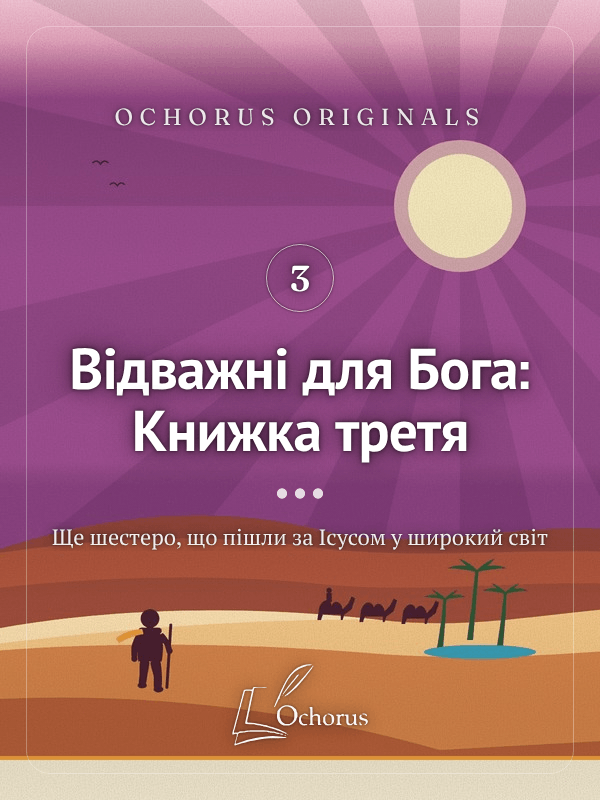 OCHORUS ORIGINALS
3
Відважні для Бога:
Книжка третя
Ще шестеро, що пішли за Ісусом у широкий світ
Ochorus